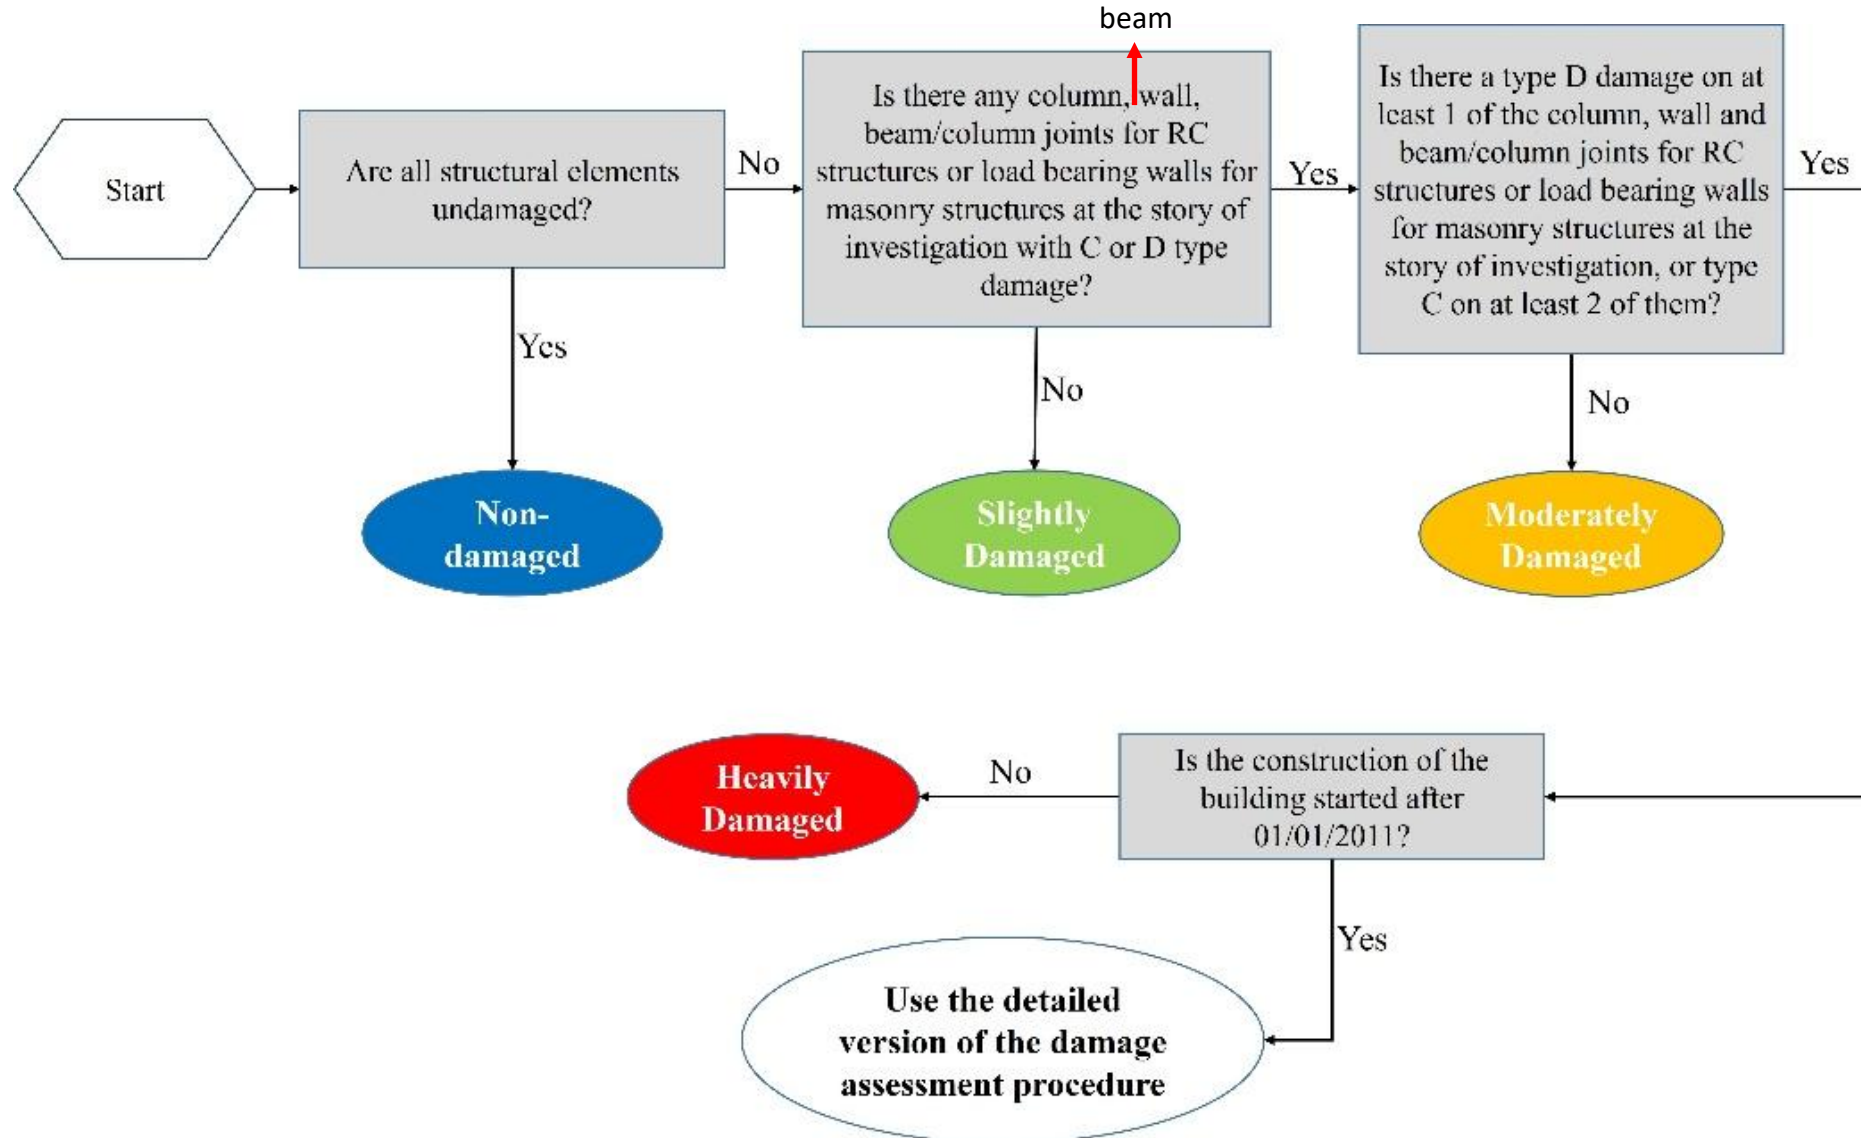 beam
Start
Are all structural elements
undamaged?
No
Yes
Is there any column, wall,
beam/column joints for RC
structures or load bearing walls for
masonry structures at the story of
investigation with C or D type
damage?
Yes
No
Is there a type D damage on at
least 1 of the column, wall and
beam/column joints for RC
structures or load bearing walls
for masonry structures at the
story of investigation, or type
C on at least 2 of them?
Yes
No
Non-
damaged
Slightly
Damaged
Moderately
Damaged
Is the construction of the
building started after
01/01/2011?
No
Heavily
Damaged
Yes
Use the detailed
version of the damage
assessment procedure